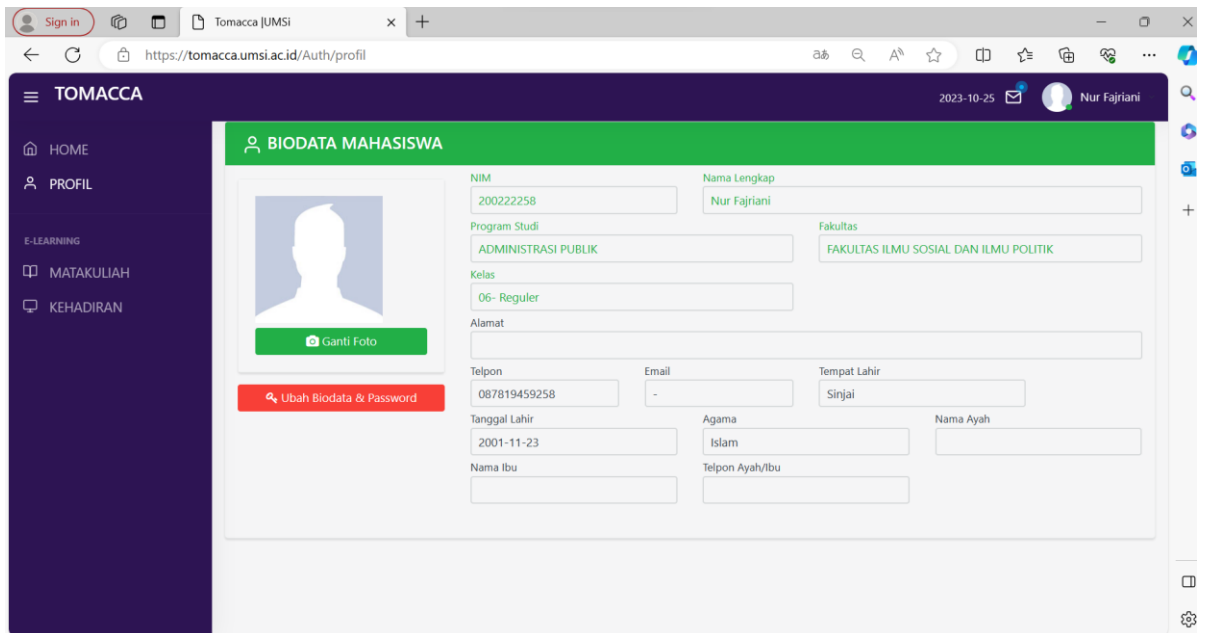 Sign in
Tomacca |UMSi
https://tomacca.umsi.ac.id/Auth/profil
TOMACCA
2023-10-25
Nur Fajriani
HOME
PROFIL
E-LEARNING
MATAKULIAH
KEHADIRAN
BIODATA MAHASISWA
Ganti Foto
Ubah Biodata & Password
NIM
Nama Lengkap
200222258
Nur Fajriani
Program Studi
Fakultas
ADMINISTRASI PUBLIK
FAKULTAS ILMU SOSIAL DAN ILMU POLITIK
Kelas
06- Reguler
Alamat
Telpon
Email
Tempat Lahir
087819459258
-
Sinjai
Tanggal Lahir
Agama
Nama Ayah
2001-11-23
Islam
Nama Ibu
Telpon Ayah/Ibu